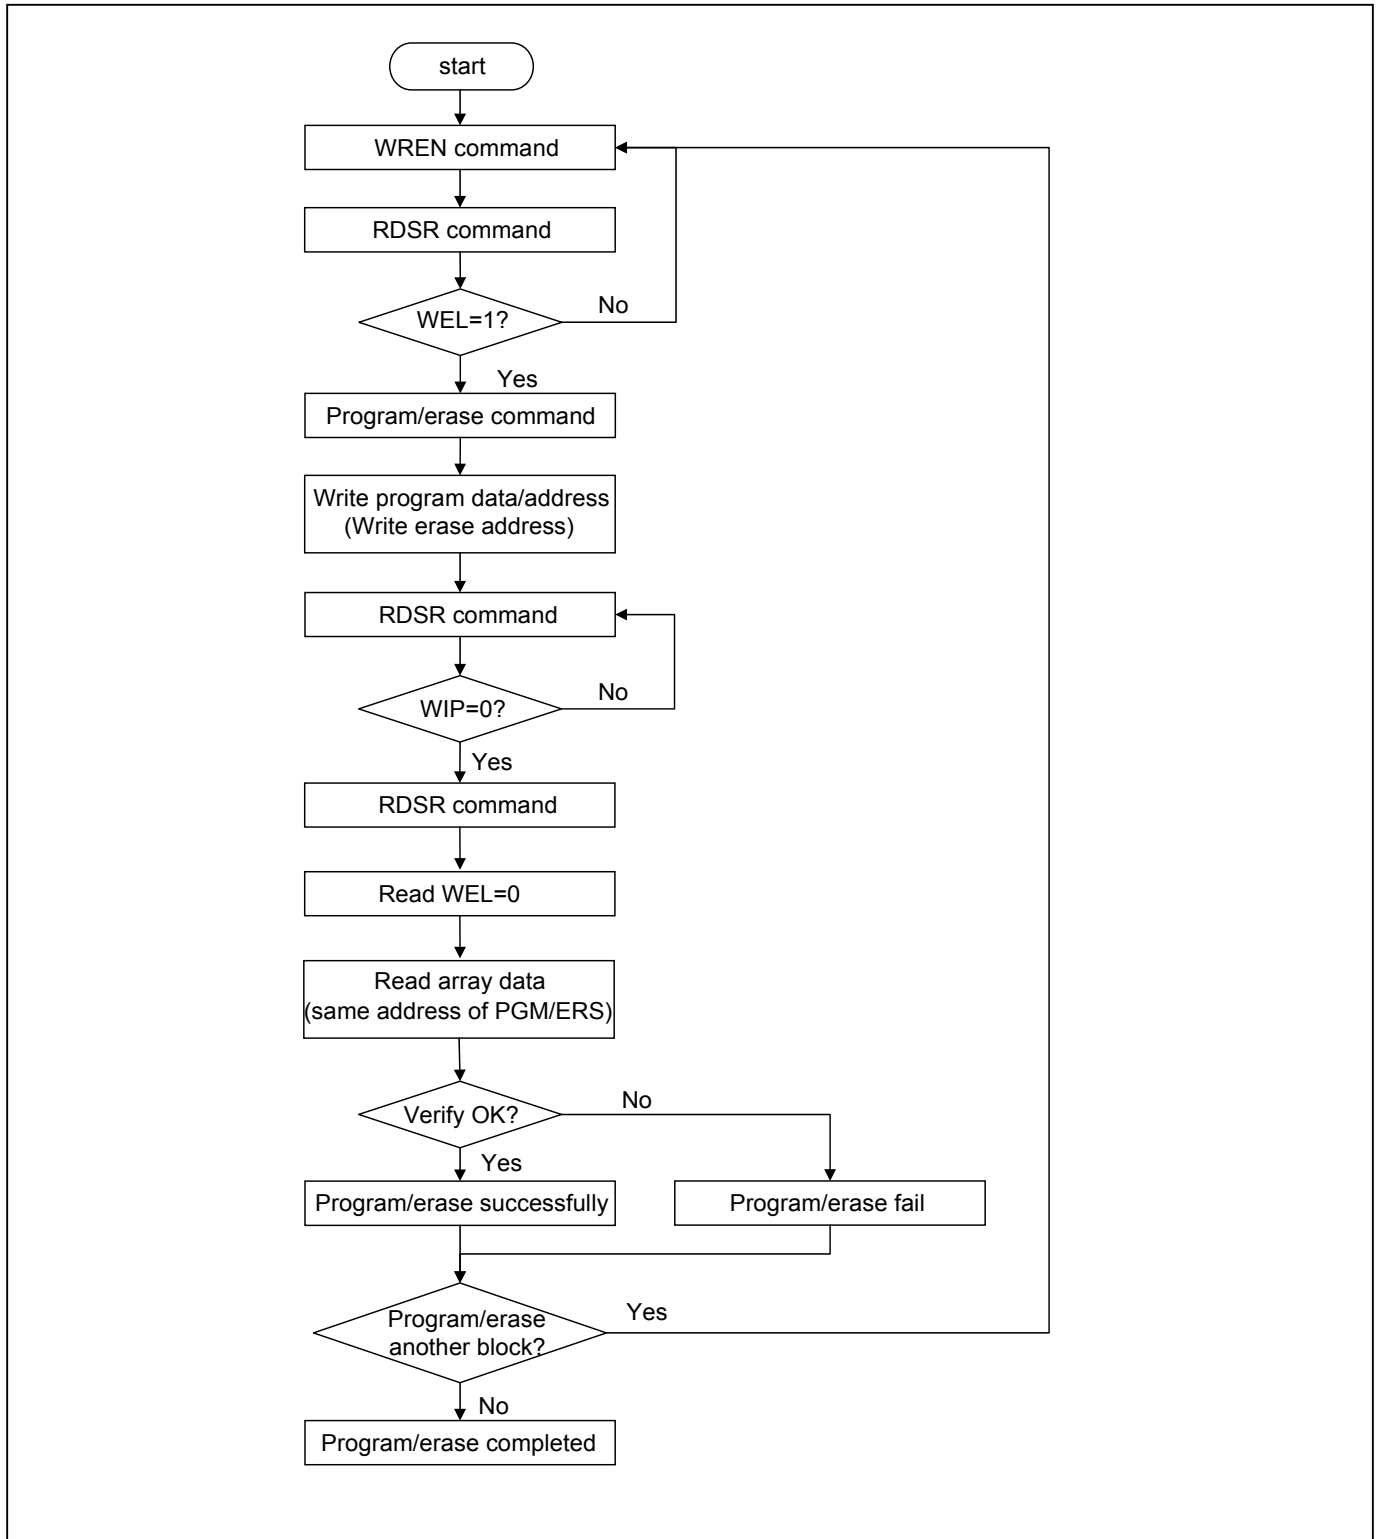 start
WREN command
RDSR command
WEL=1?
No
Yes
Program/erase command
Write program data/address
(Write erase address)
RDSR command
WIP=0?
No
Yes
RDSR command
Read WEL=0
Read array data
(same address of PGM/ERS)
Verify OK?
No
Yes
Program/erase successfully
Program/erase fail
Program/erase
another block?
Yes
No
Program/erase completed